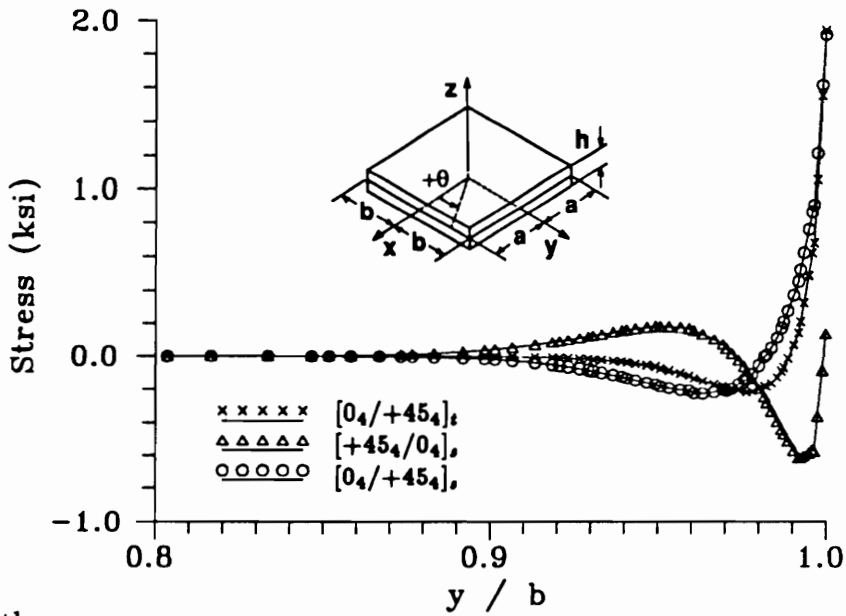 2.0
1.0
0.0
-1.0
Stress (ksi)
z
h
+θ
b
b
a
a
x
y
[0₄/+45₄]ₜ
[+45₄/0₄]ₛ
[0₄/+45₄]ₛ
0.8
0.9
1.0
y / b